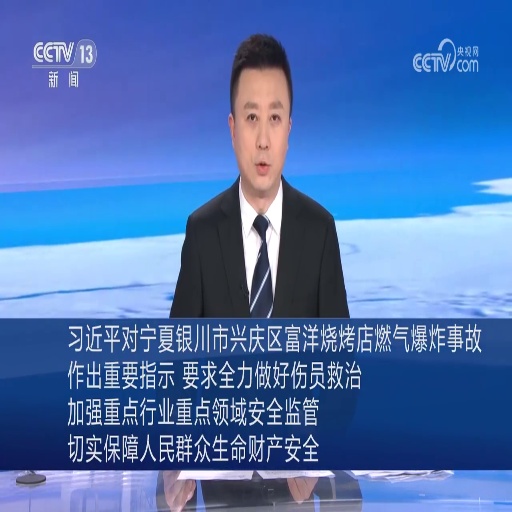 CCTV 13
新闻
央视网
CCTV.com
习近平对宁夏银川市兴庆区富洋烧烤店燃气爆炸事故
作出重要指示 要求全力做好伤员救治
加强重点行业重点领域安全监管
切实保障人民群众生命财产安全